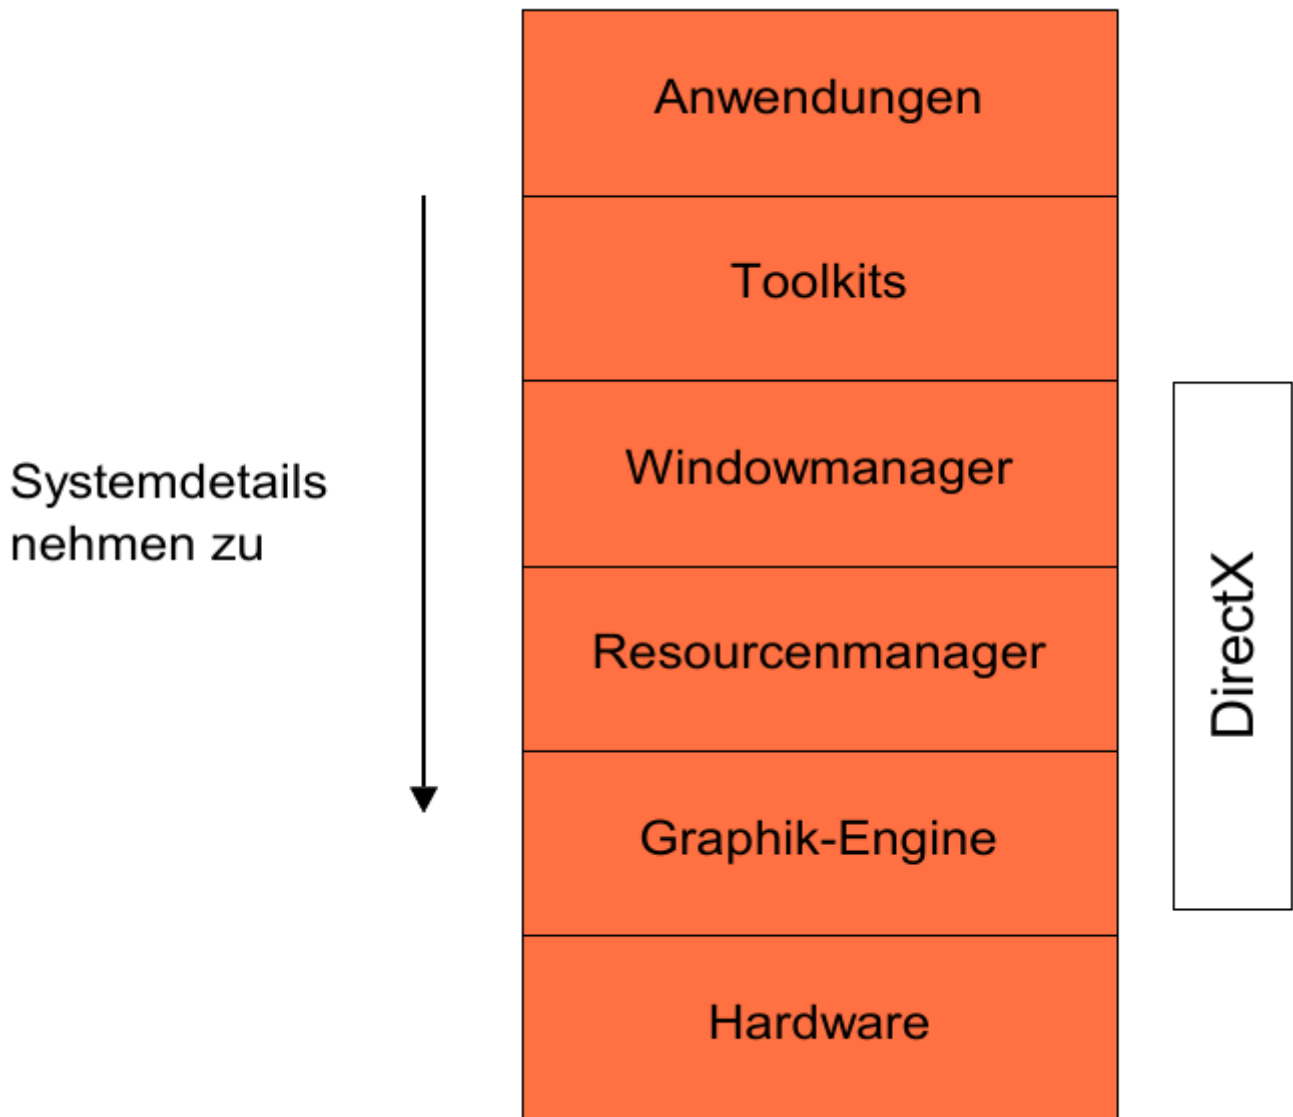 Anwendungen
Toolkits
Windowmanager
Systemdetails
nehmen zu
Resourcenmanager
DirectX
Graphik-Engine
Hardware